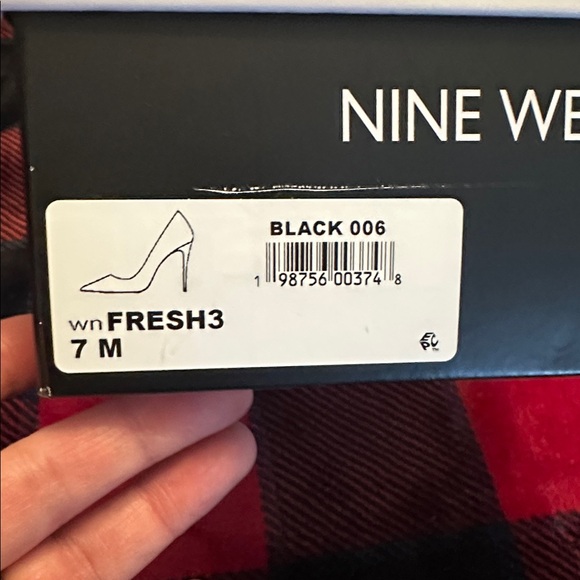 NINE WE
BLACK 006
1 98756 00374 8
wnFRESH3
7 M